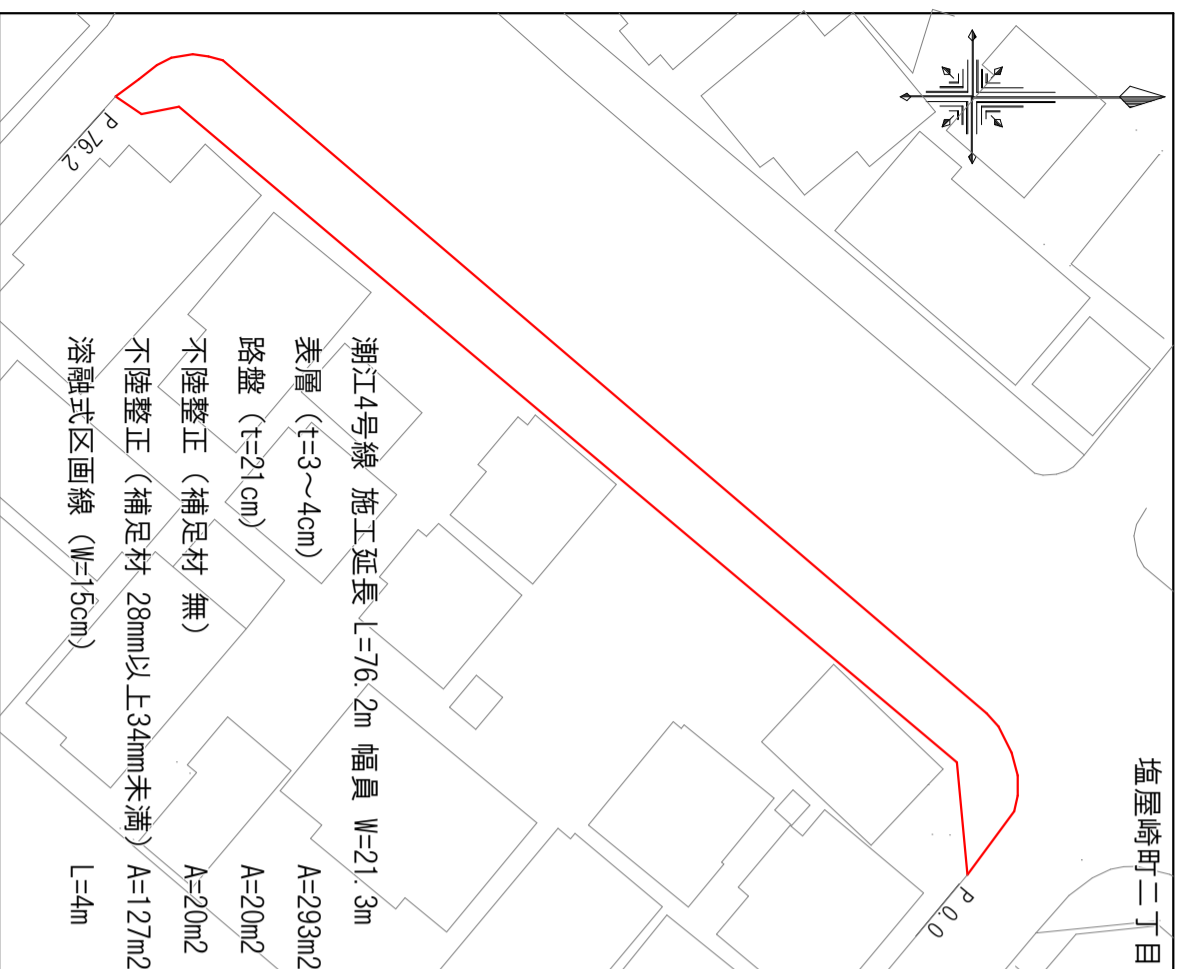 塩屋崎町二丁目
P 0.0
P 76.2
潮江4号線 施工延長 L=76.2m 幅員 W=21.3m
表層 (t=3～4cm) A=293m2
路盤 (t=21cm) A=20m2
不陸整正 (補足材 無) A=20m2
不陸整正 (補足材 28mm以上34mm未満) A=127m2
溶融式区画線 (W=15cm) L=4m